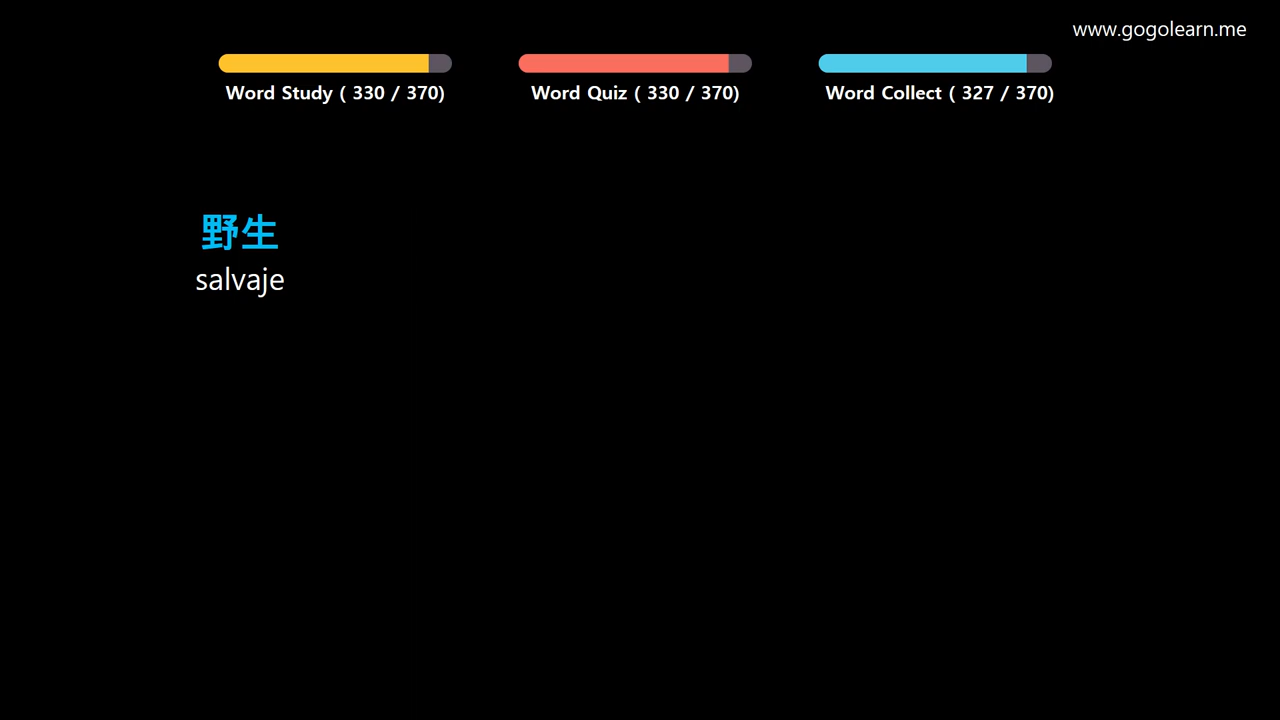 www.gogolearn.me
Word Study ( 330 / 370)
Word Quiz ( 330 / 370)
Word Collect ( 327 / 370)
野生
salvaje